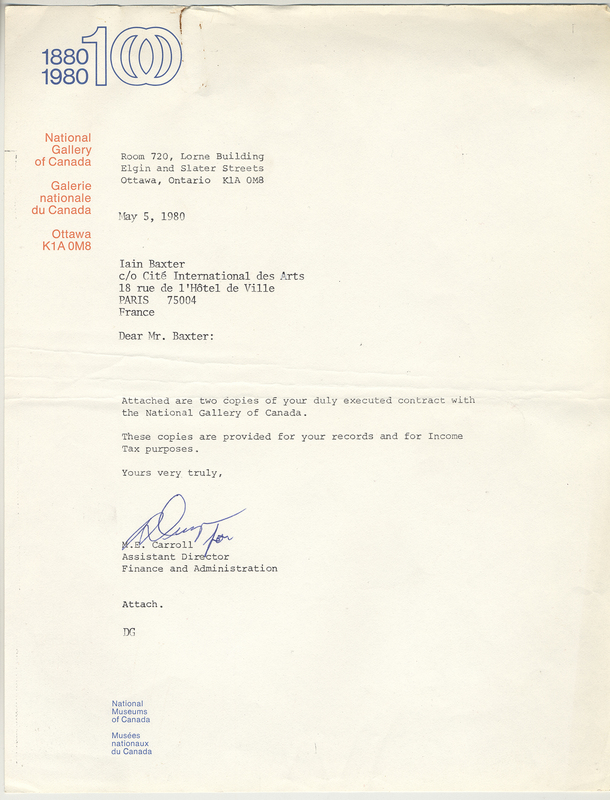 1880
1980
100
National
Gallery
of Canada
Galerie
nationale
du Canada
Ottawa
K1A 0M8
Room 720, Lorne Building
Elgin and Slater Streets
Ottawa, Ontario K1A 0M8
May 5, 1980
Iain Baxter
c/o Cité International des Arts
18 rue de l'Hôtel de Ville
PARIS 75004
France
Dear Mr. Baxter:
Attached are two copies of your duly executed contract with
the National Gallery of Canada.
These copies are provided for your records and for Income
Tax purposes.
Yours very truly,
for
Carroll
Assistant Director
Finance and Administration
Attach.
DG
National
Museums
of Canada
Musées
nationaux
du Canada